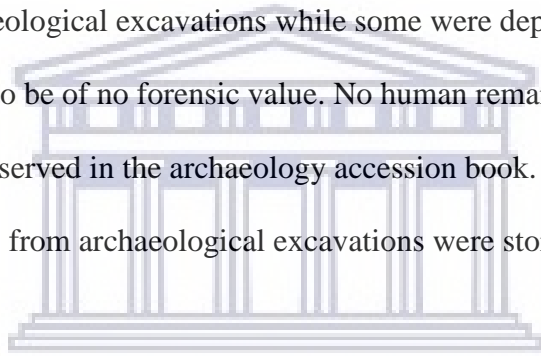 eological excavations while some were dep
o be of no forensic value. No human remai
served in the archaeology accession book.
from archaeological excavations were sto